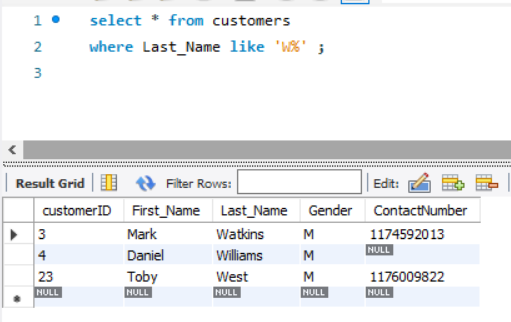 1 select * from customers
2 where Last_Name like 'W%' ;
3
Result Grid Filter Rows: Edit:
customerID First_Name Last_Name Gender ContactNumber
3 Mark Watkins M 1174592013
4 Daniel Williams M NULL
23 Toby West M 1176009822
NULL NULL NULL NULL NULL